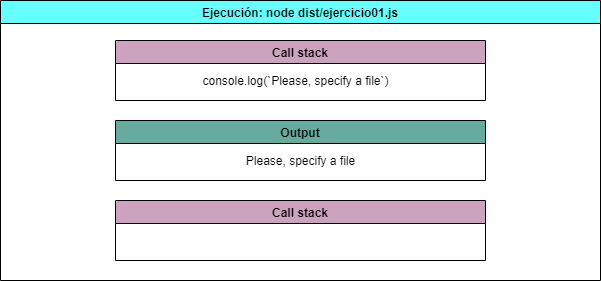 Ejecución: node dist/ejercicio01.js
Call stack
console.log(`Please, specify a file`)
Output
Please, specify a file
Call stack